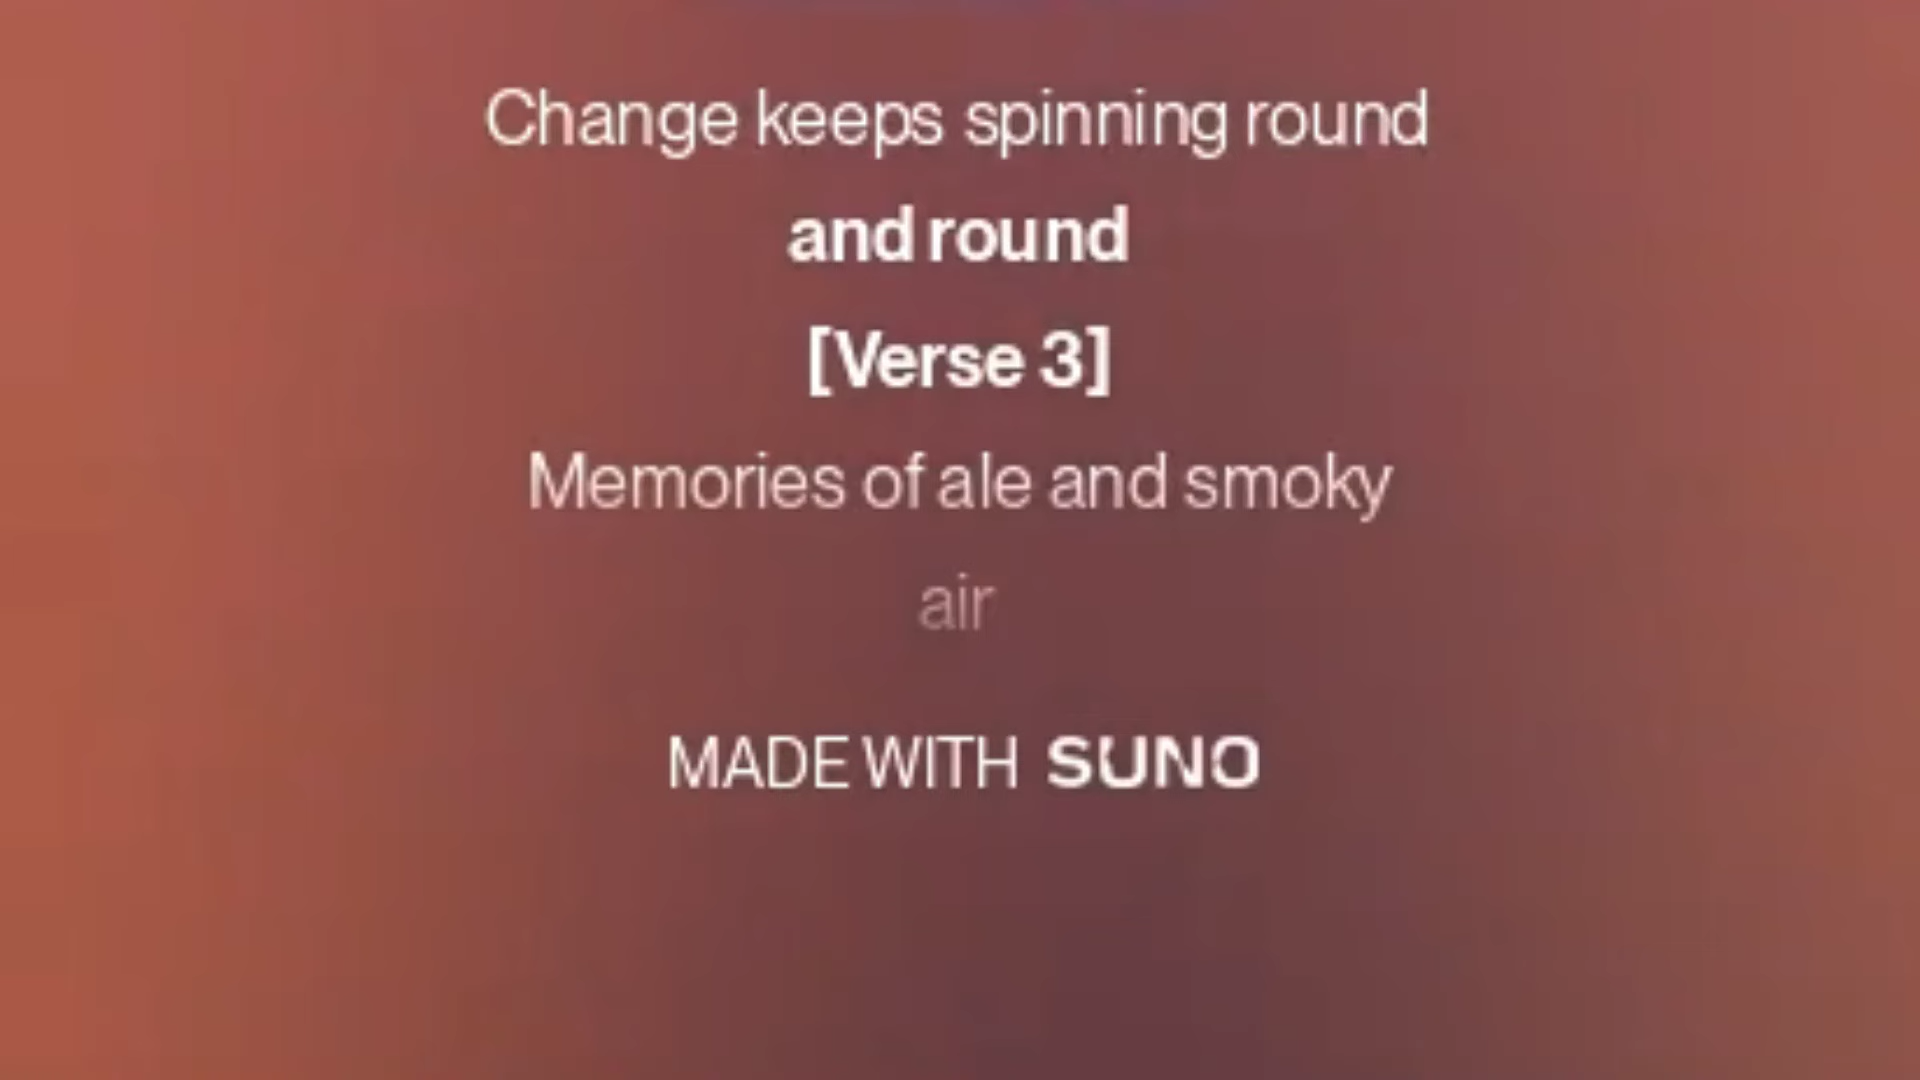 Change keeps spinning round
and round
[Verse 3]
Memories of ale and smoky
air
MADE WITH SUNO